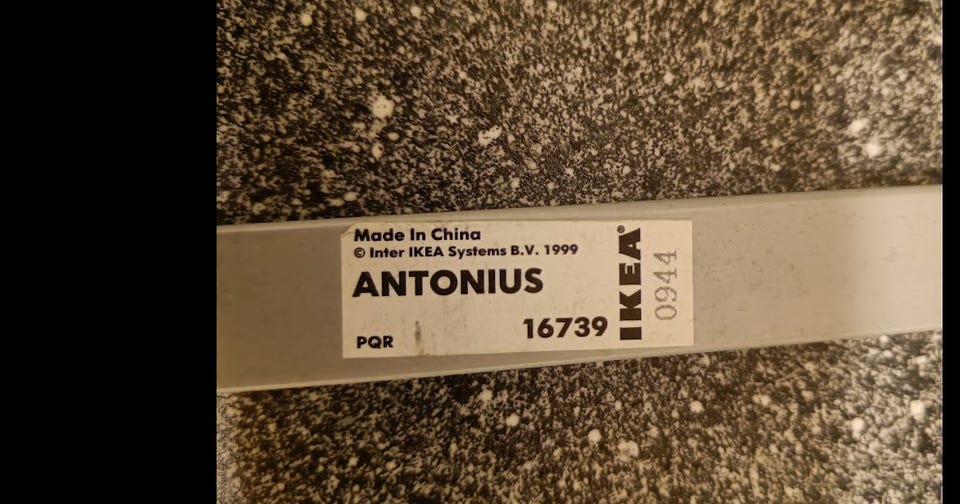 Made In China
© Inter IKEA Systems B.V. 1999
ANTONIUS
16739
PQR
IKEA®
0944